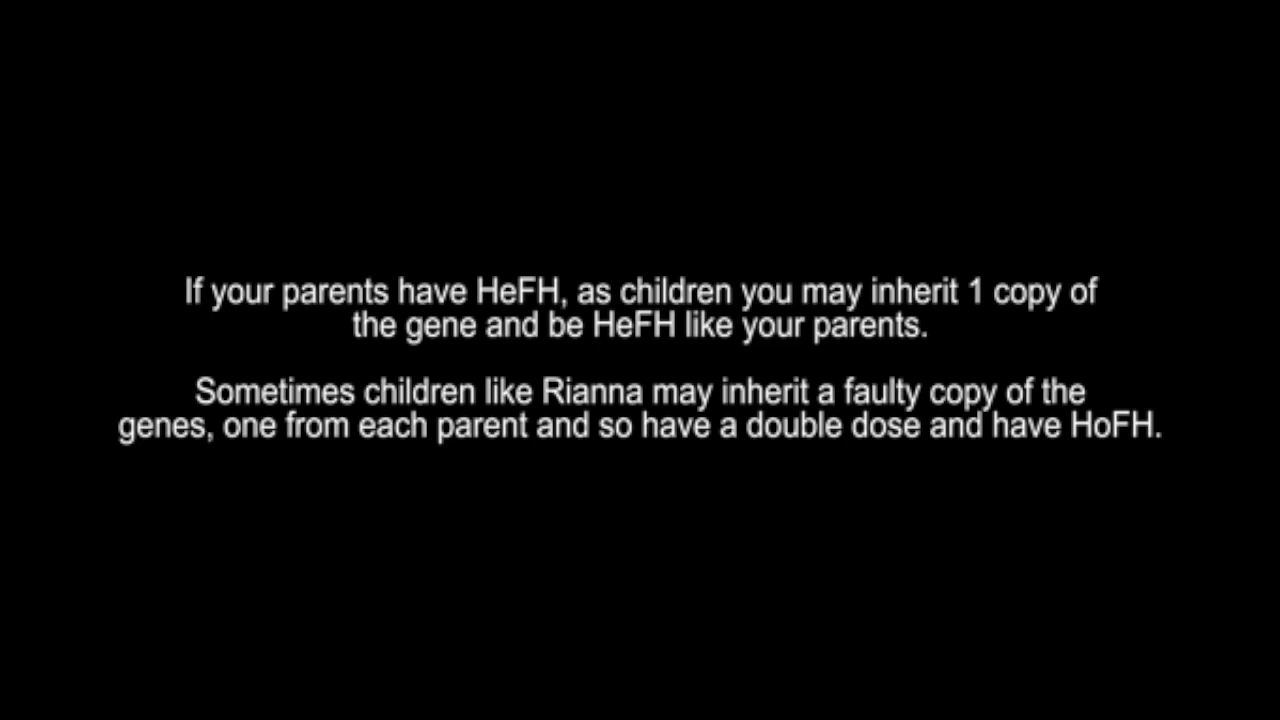 If your parents have HeFH, as children you may inherit 1 copy of
the gene and be HeFH like your parents.
Sometimes children like Rianna may inherit a faulty copy of the
genes, one from each parent and so have a double dose and have HoFH.